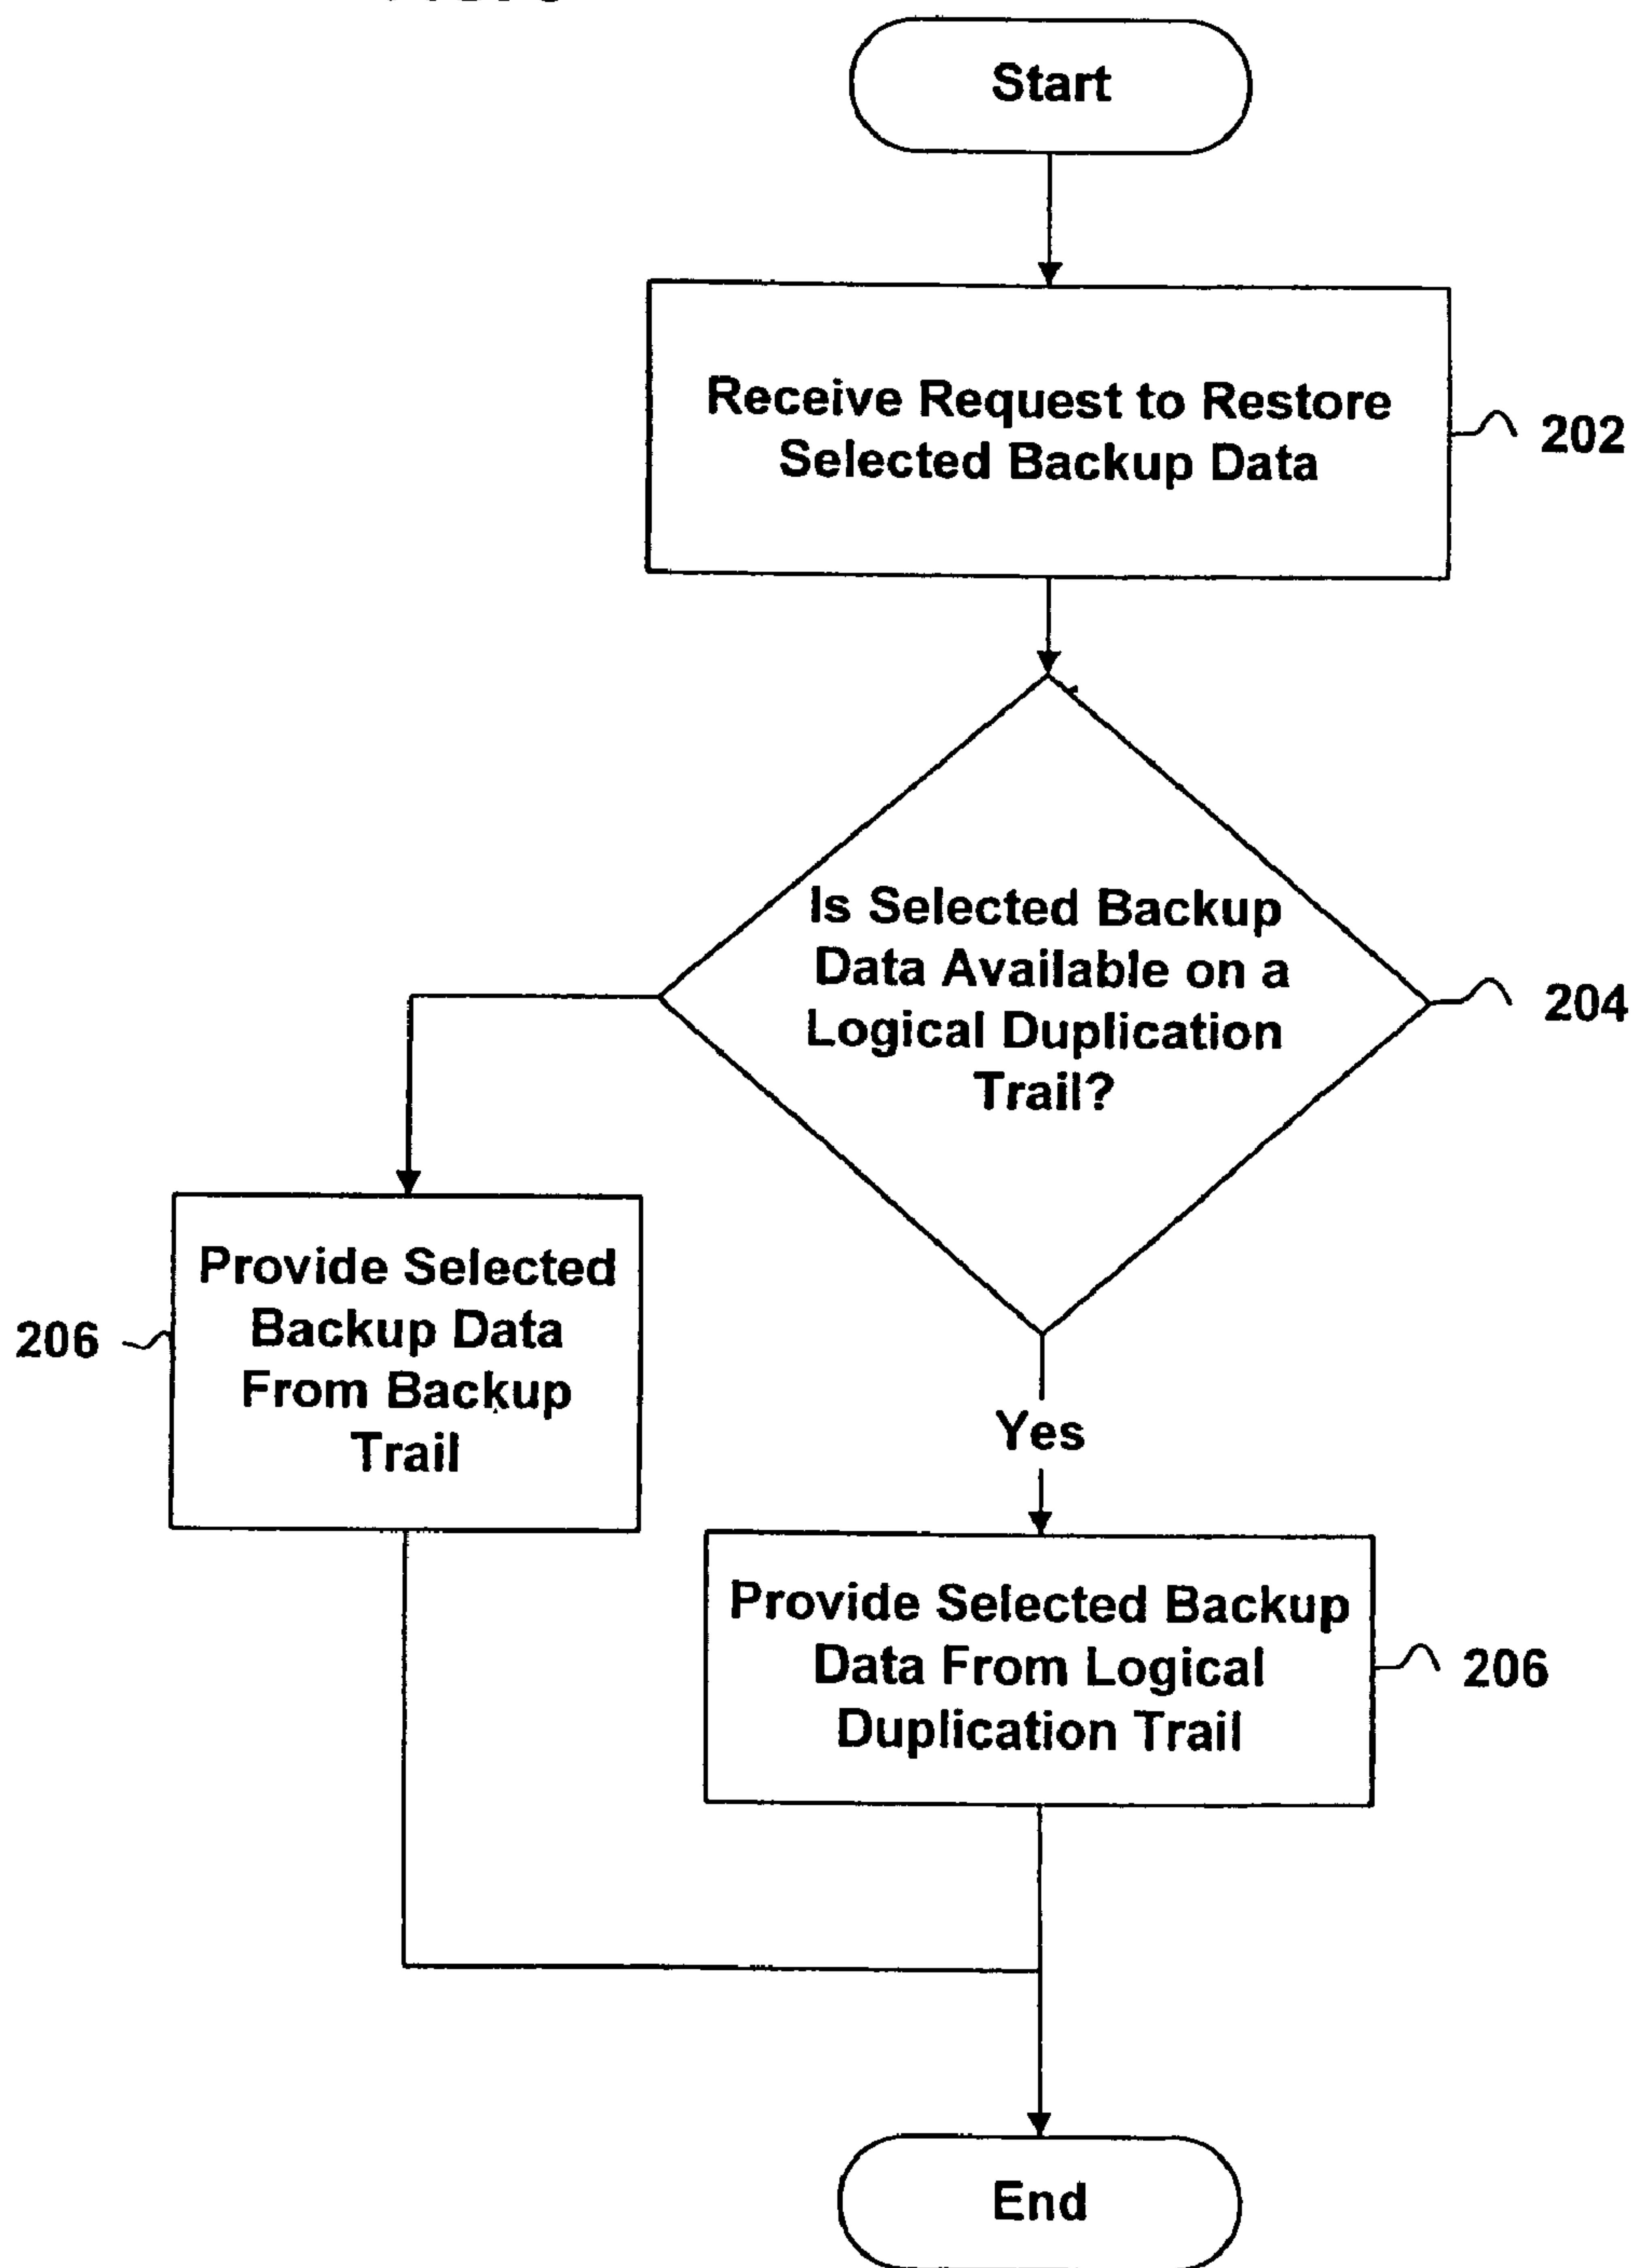 Start
Receive Request to Restore
Selected Backup Data
202
Is Selected Backup
Data Available on a
Logical Duplication
Trail?
204
Provide Selected
Backup Data
From Backup
Trail
206
Yes
Provide Selected Backup
Data From Logical
Duplication Trail
206
End